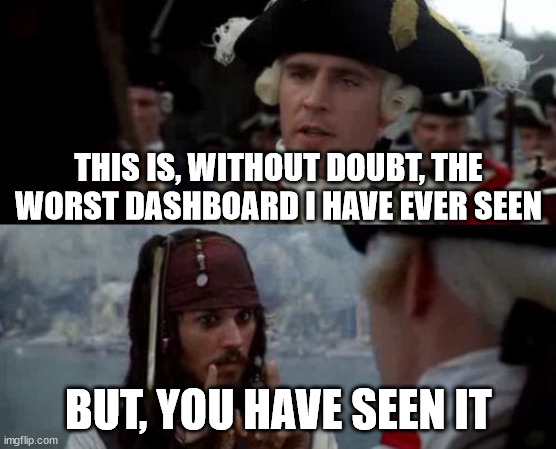 THIS IS, WITHOUT DOUBT, THE
WORST DASHBOARD I HAVE EVER SEEN
BUT, YOU HAVE SEEN IT
imgflip.com